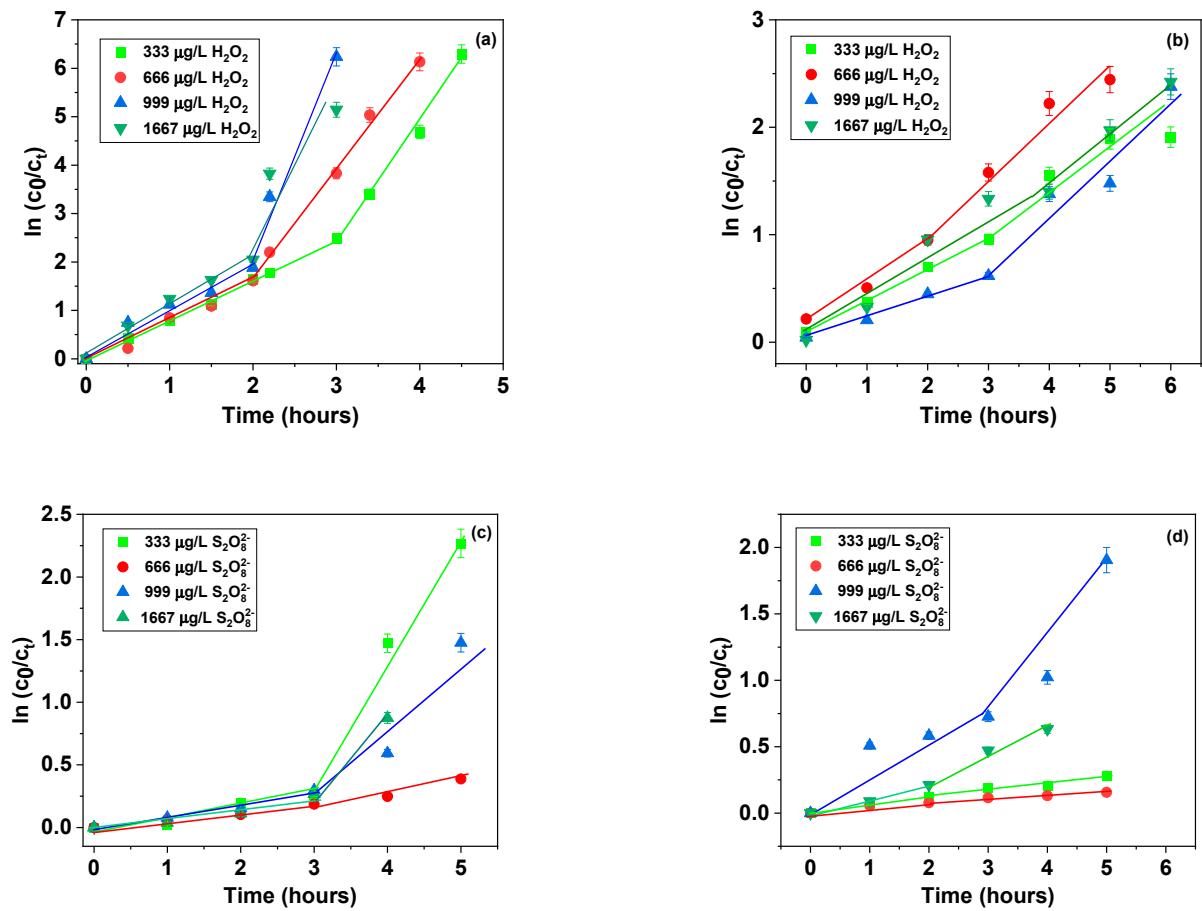 (a)
333 μg/L H₂O₂
666 μg/L H₂O₂
999 μg/L H₂O₂
1667 μg/L H₂O₂
ln (c0/cₜ)
7
6
5
4
3
2
1
0
0 1 2 3 4 5
Time (hours)
(b)
333 μg/L H₂O₂
666 μg/L H₂O₂
999 μg/L H₂O₂
1667 μg/L H₂O₂
ln (c0/cₜ)
3
2
1
0
0 1 2 3 4 5 6
Time (hours)
(c)
333 μg/L S₂O₈²⁻
666 μg/L S₂O₈²⁻
999 μg/L S₂O₈²⁻
1667 μg/L S₂O₈²⁻
ln (c0/cₜ)
2.5
2.0
1.5
1.0
0.5
0.0
0 1 2 3 4 5
Time (hours)
(d)
333 μg/L S₂O₈²⁻
666 μg/L S₂O₈²⁻
999 μg/L S₂O₈²⁻
1667 μg/L S₂O₈²⁻
ln (c0/cₜ)
2.0
1.5
1.0
0.5
0.0
0 1 2 3 4 5 6
Time (hours)